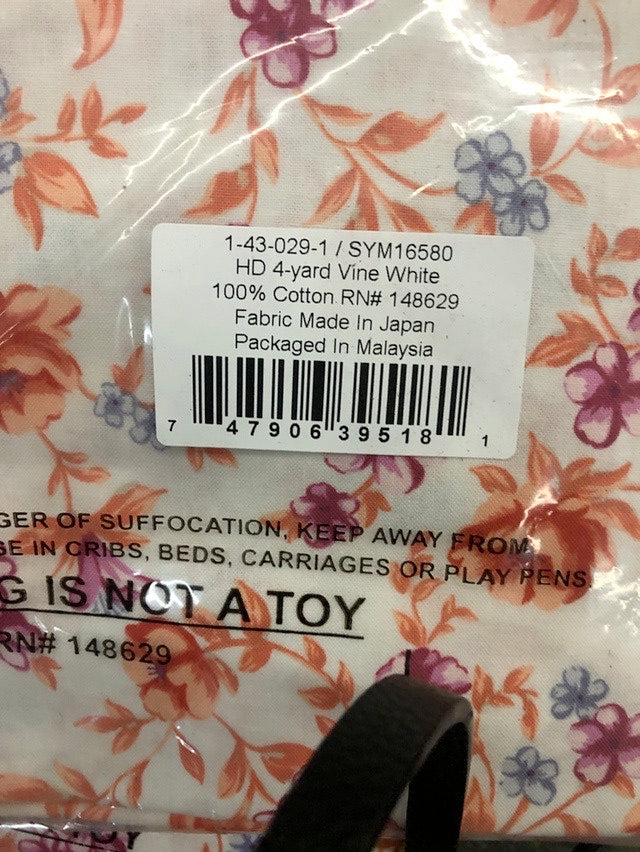 1-43-029-1 / SYM16580
HD 4-yard Vine White
100% Cotton RN# 148629
Fabric Made In Japan
Packaged In Malaysia
7 47906 39518 1
GER OF SUFFOCATION, KEEP AWAY FROM
SE IN CRIBS, BEDS, CARRIAGES OR PLAY PENS.
G IS NOT A TOY
RN# 148629